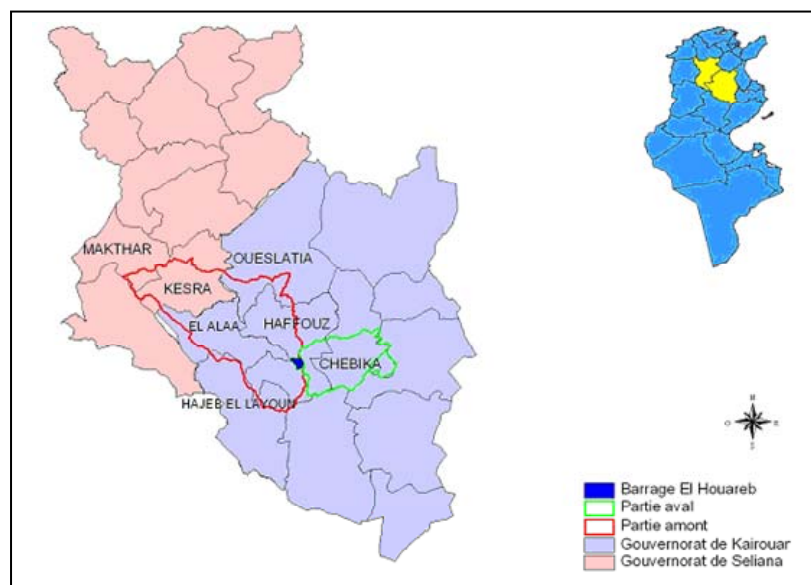 MAKTHAR
OUESLATIA
KESRA
EL ALAA
HAFFOUZ
CHEBIKA
HAJEB EL LAYOUN
N
O
E
S
Barrage El Houareb
Partie aval
Partie amont
Gouvernorat de Kairouar
Gouvernorat de Seliana